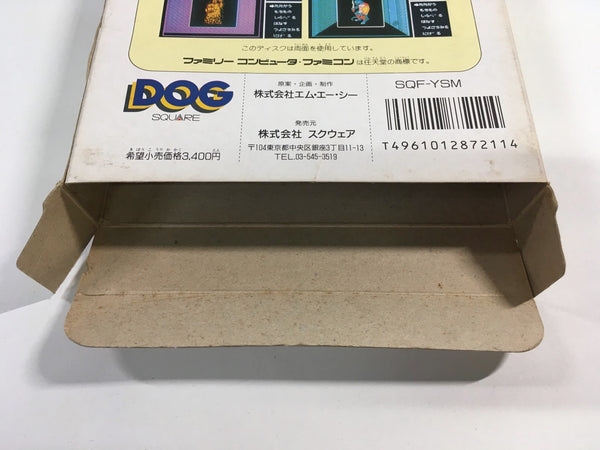 このディスクは両面を使用しています。
ファミリー コンピュータ・ファミコンは任天堂の商標です。
DOG
SQUARE
希望小売価格3,400円
原案・企画・制作
株式会社エム・エー・シー
発売元
株式会社 スクウェア
〒104東京都中央区銀座3丁目11-13
TEL.03-545-3519
SQF-YSM
T4961012872114